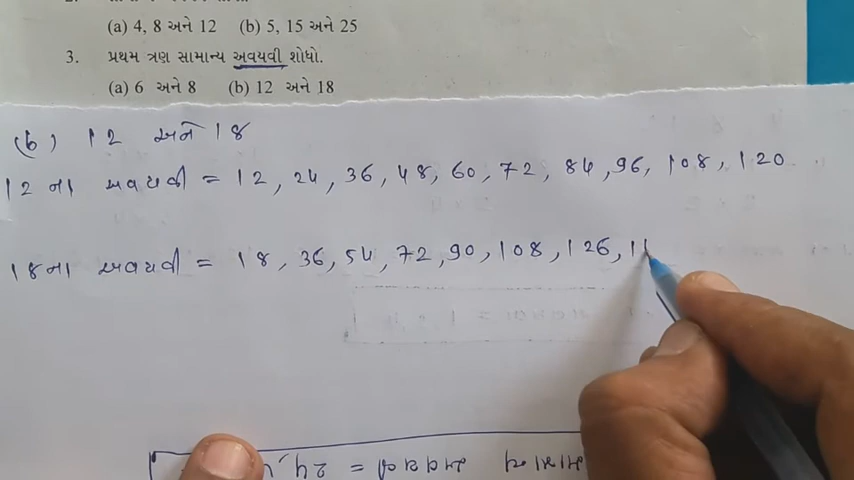 (a) 4, 8 અને 12 (b) 5, 15 અને 25
3. પ્રથમ ત્રણ સામાન્ય અવયવી શોધો.
(a) 6 અને 8 (b) 12 અને 18
(b) 12 અને 18
12 ના અવયવી = 12, 24, 36, 48, 60, 72, 84, 96, 108, 120
18ના અવયવી = 18, 36, 54, 72, 90, 108, 126, 1